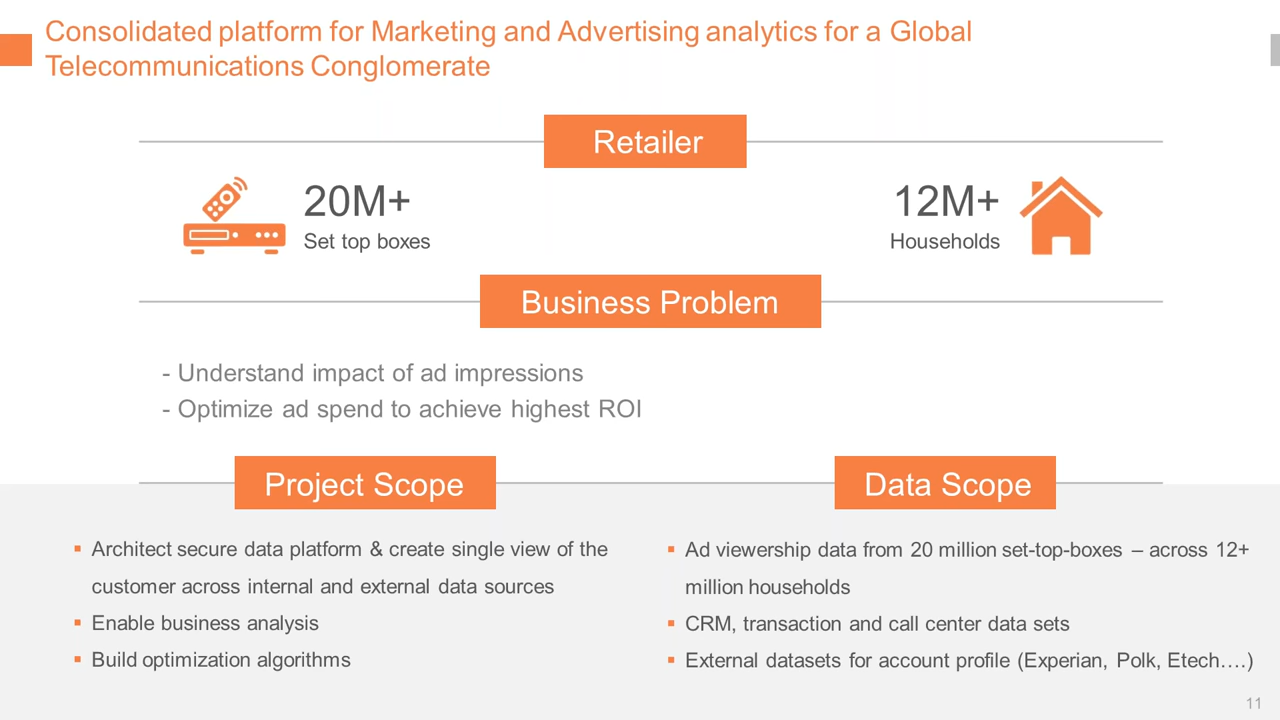 Consolidated platform for Marketing and Advertising analytics for a Global
Telecommunications Conglomerate
Retailer
20M+
Set top boxes
12M+
Households
Business Problem
- Understand impact of ad impressions
- Optimize ad spend to achieve highest ROI
Project Scope
▪ Architect secure data platform & create single view of the
customer across internal and external data sources
▪ Enable business analysis
▪ Build optimization algorithms
Data Scope
▪ Ad viewership data from 20 million set-top-boxes – across 12+
million households
▪ CRM, transaction and call center data sets
▪ External datasets for account profile (Experian, Polk, Etech….)
11